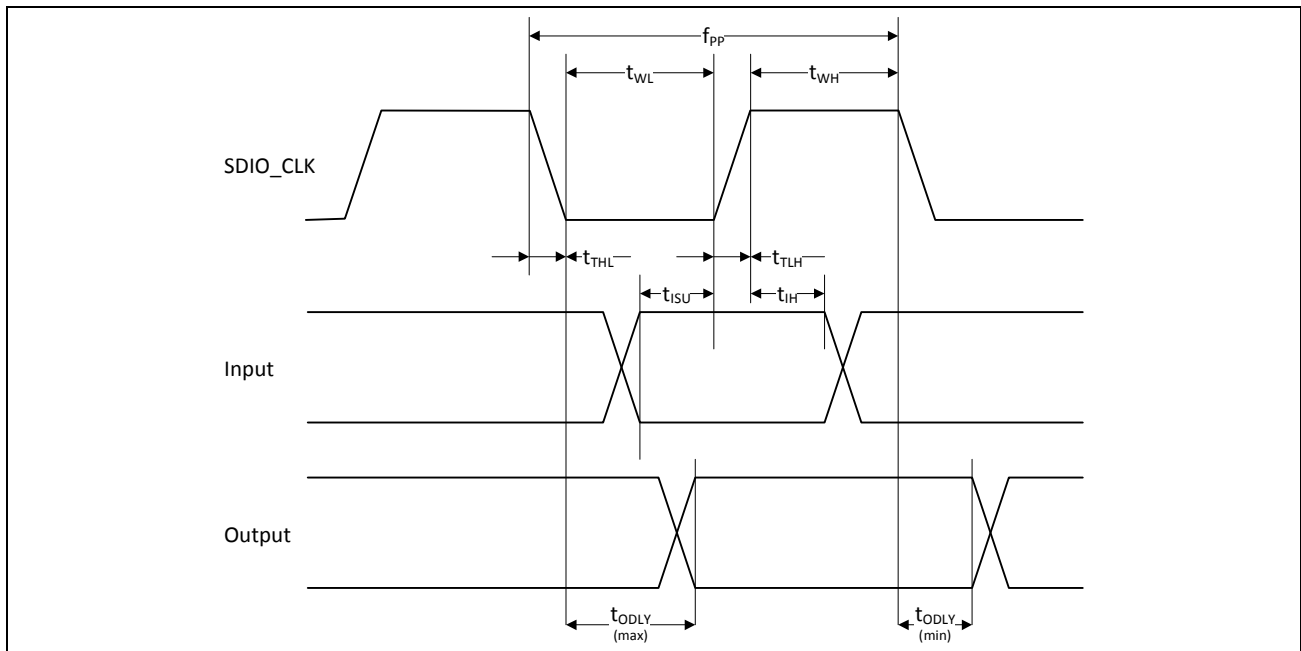 fPP
tWL
tWH
SDIO_CLK
tTHL
tTLH
tISU
tIH
Input
Output
tODLY
(max)
tODLY
(min)